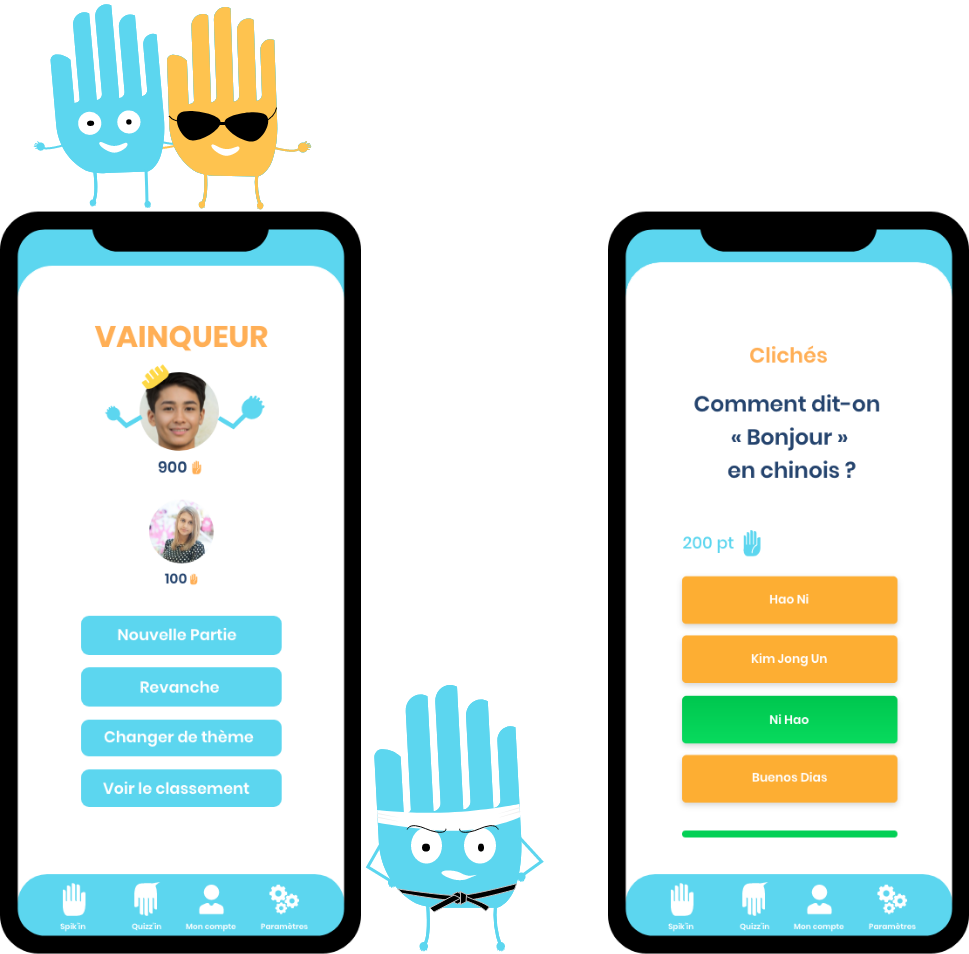 VAINQUEUR
900
100
Nouvelle Partie
Revanche
Changer de thème
Voir le classement
Spik'in
Quizz'in
Mon compte
Paramètres
Clichés
Comment dit-on
« Bonjour »
en chinois ?
200 pt
Hao Ni
Kim Jong Un
Ni Hao
Buenos Dias
Spik'in
Quizz'in
Mon compte
Paramètres